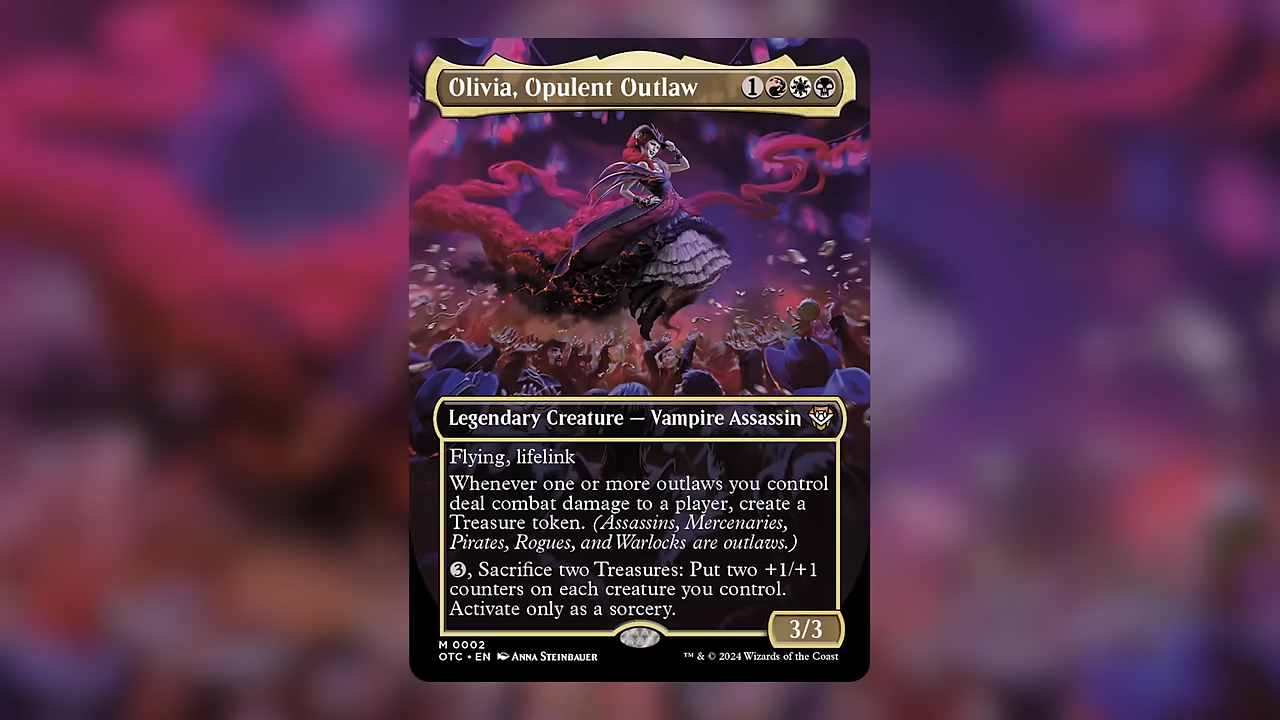 Olivia, Opulent Outlaw 1
Legendary Creature — Vampire Assassin
Flying, lifelink
Whenever one or more outlaws you control
deal combat damage to a player, create a
Treasure token. (Assassins, Mercenaries,
Pirates, Rogues, and Warlocks are outlaws.)
3, Sacrifice two Treasures: Put two +1/+1
counters on each creature you control.
Activate only as a sorcery.
3/3
M 0002
OTC • EN Anna Steinbauer
™ & © 2024 Wizards of the Coast